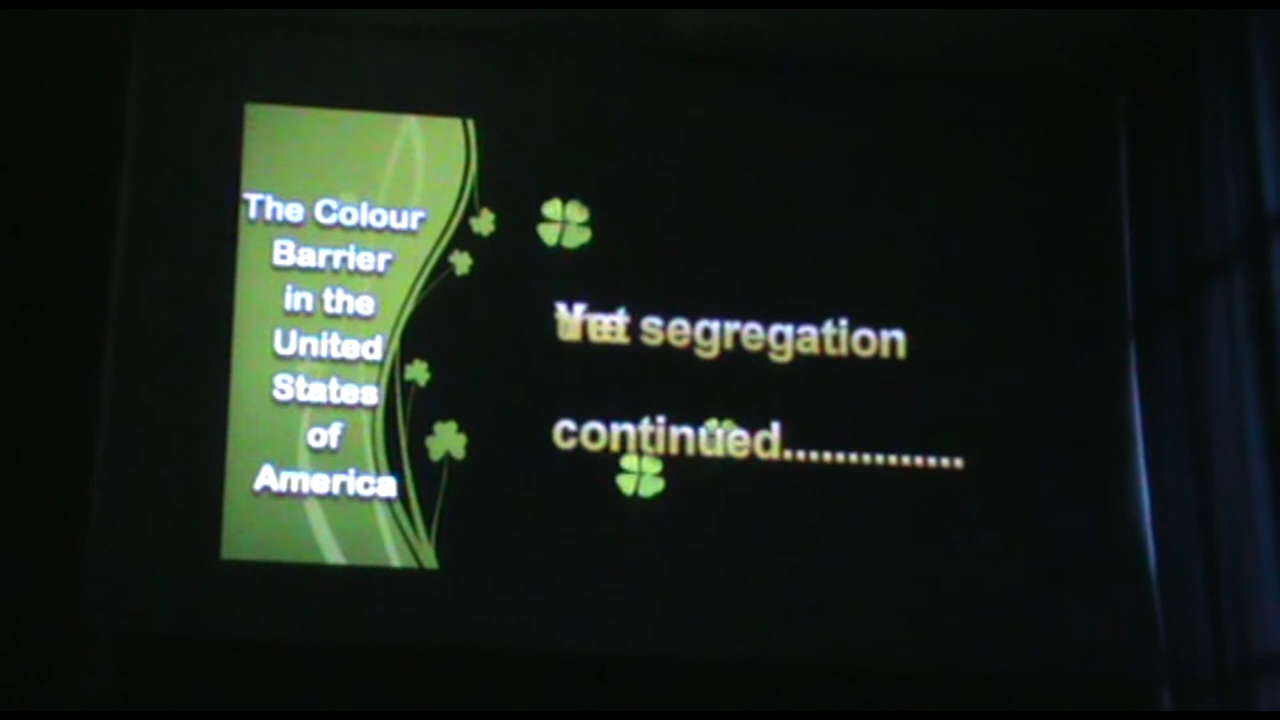 The Colour
Barrier
in the
United
States
of
America
segregation
continued..............